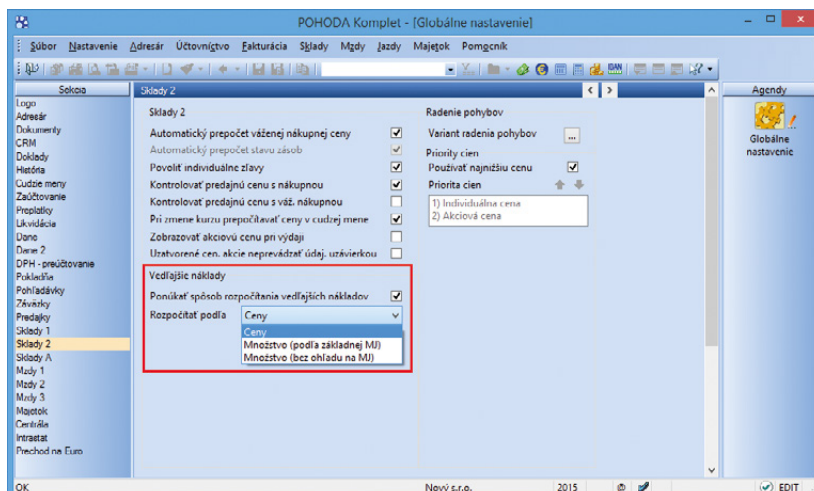 POHODA Komplet - [Globálne nastavenie]
Súbor Nastavenie Adresár Účtovníctvo Fakturácia Sklady Mzdy Jazdy Majetok Pomocník
Sekcia
Logo
Adresár
Dokumenty
CRM
Doklady
História
Cudzie meny
Zaúčtovanie
Preplatky
Likvidácia
Dane
Dane 2
DPH - preúčtovanie
Pokladňa
Pohľadávky
Záväzky
Predajky
Sklady 1
Sklady 2
Sklady A
Mzdy 1
Mzdy 2
Mzdy 3
Majetok
Centrála
Intrastat
Prechod na Euro
Sklady 2
Sklady 2
Automatický prepočet váženej nákupnej ceny
Automatický prepočet stavu zásob
Povoliť individuálne zľavy
Kontrolovať predajnú cenu s nákupnou
Kontrolovať predajnú cenu s váž. nákupnou
Pri zmene kurzu prepočítavať ceny v cudzej mene
Zobrazovať akciovú cenu pri výdaji
Uzatvorené cen. akcie neprevádzať údaj. uzávierkou
Vedľajšie náklady
Ponúkať spôsob rozpočítania vedľajších nákladov
Rozpočítať podľa Ceny
Ceny
Množstvo (podľa základnej MJ)
Množstvo (bez ohľadu na MJ)
Radenie pohybov
Variant radenia pohybov ...
Priority cien
Používať najnižšiu cenu
Priorita cien
1) Individuálna cena
2) Akciová cena
Agendy
Globálne
nastavenie
OK Nový s.r.o. 2015 @ EDIT